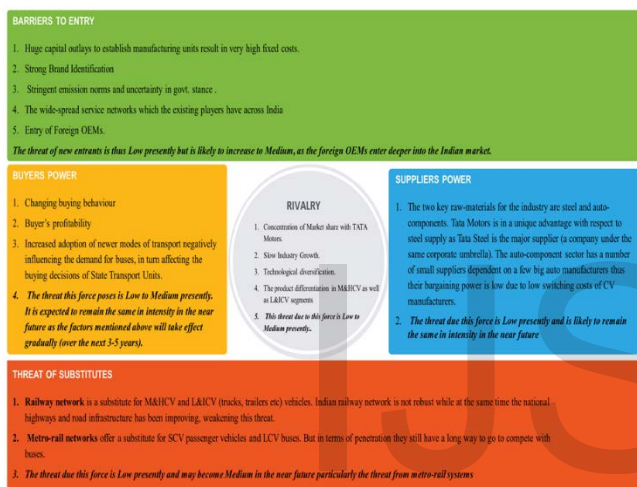 BARRIERS TO ENTRY
1. Huge capital outlays to establish manufacturing units result in very high fixed costs.
2. Strong Brand Identification
3. Stringent emission norms and uncertainty in govt. stance .
4. The wide-spread service networks which the existing players have across India
5. Entry of Foreign OEMs.
The threat of new entrants is thus Low presently but is likely to increase to Medium, as the foreign OEMs enter deeper into the Indian market.
BUYERS POWER
1. Changing buying behaviour
2. Buyer's profitability
3. Increased adoption of newer modes of transport negatively
influencing the demand for buses, in turn affecting the
buying decisions of State Transport Units.
4. The threat this force poses is Low to Medium presently.
It is expected to remain the same in intensity in the near
future as the factors mentioned above will take effect
gradually (over the next 3-5 years).
RIVALRY
1. Concentration of Market share with TATA
Motors.
2. Slow Industry Growth.
3. Technological diversification.
4. The product differentiation in M&HCV as well
as L&ICV segments
5. This threat due to this force is Low to
Medium presently..
SUPPLIERS POWER
1. The two key raw-materials for the industry are steel and auto-
components. Tata Motors is in a unique advantage with respect to
steel supply as Tata Steel is the major supplier (a company under the
same corporate umbrella). The auto-component sector has a number
of small suppliers dependent on a few big auto manufacturers thus
their bargaining power is low due to low switching costs of CV
manufacturers.
2. The threat due this force is Low presently and is likely to remain
the same in intensity in the near future
THREAT OF SUBSTITUTES
1. Railway network is a substitute for M&HCV and L&ICV (trucks, trailers etc) vehicles. Indian railway network is not robust while at the same time the national
highways and road infrastructure has been improving, weakening this threat.
2. Metro-rail networks offer a substitute for SCV passenger vehicles and LCV buses. But in terms of penetration they still have a long way to go to compete with
buses.
3. The threat due this force is Low presently and may become Medium in the near future particularly the threat from metro-rail systems
IJS